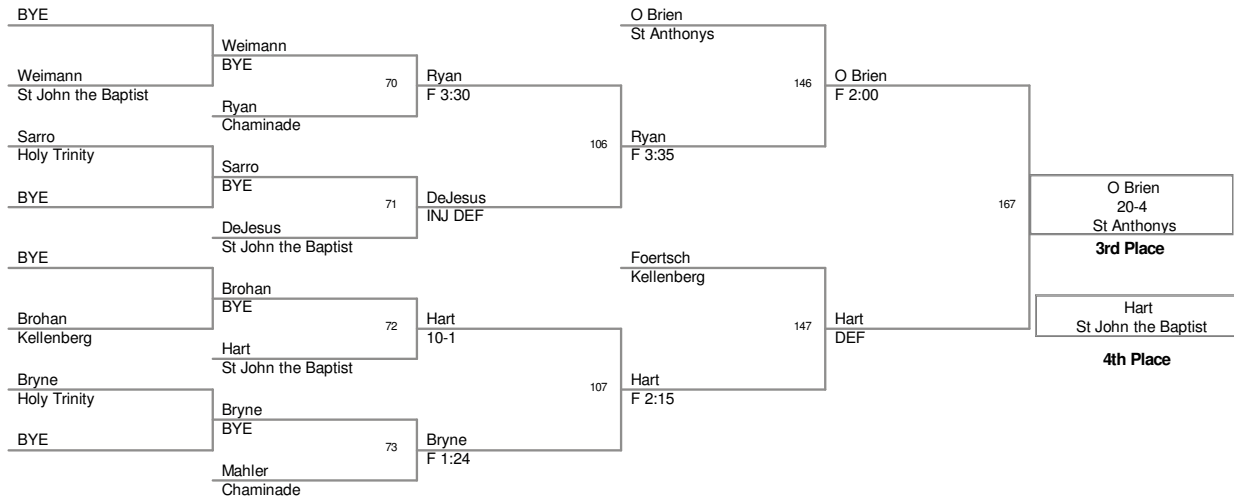 BYE
Weimann
St John the Baptist
Sarro
Holy Trinity
BYE
BYE
Brohan
Kellenberg
Bryne
Holy Trinity
BYE
Weimann
BYE
70
Ryan
Chaminade
Sarro
BYE
71
DeJesus
St John the Baptist
Brohan
BYE
72
Hart
St John the Baptist
Bryne
BYE
73
Mahler
Chaminade
Ryan
F 3:30
106
DeJesus
INJ DEF
Hart
10-1
107
Bryne
F 1:24
O Brien
St Anthonys
146
Ryan
F 3:35
Foertsch
Kellenberg
147
Hart
F 2:15
O Brien
F 2:00
167
Hart
DEF
O Brien
20-4
St Anthonys
3rd Place
Hart
St John the Baptist
4th Place